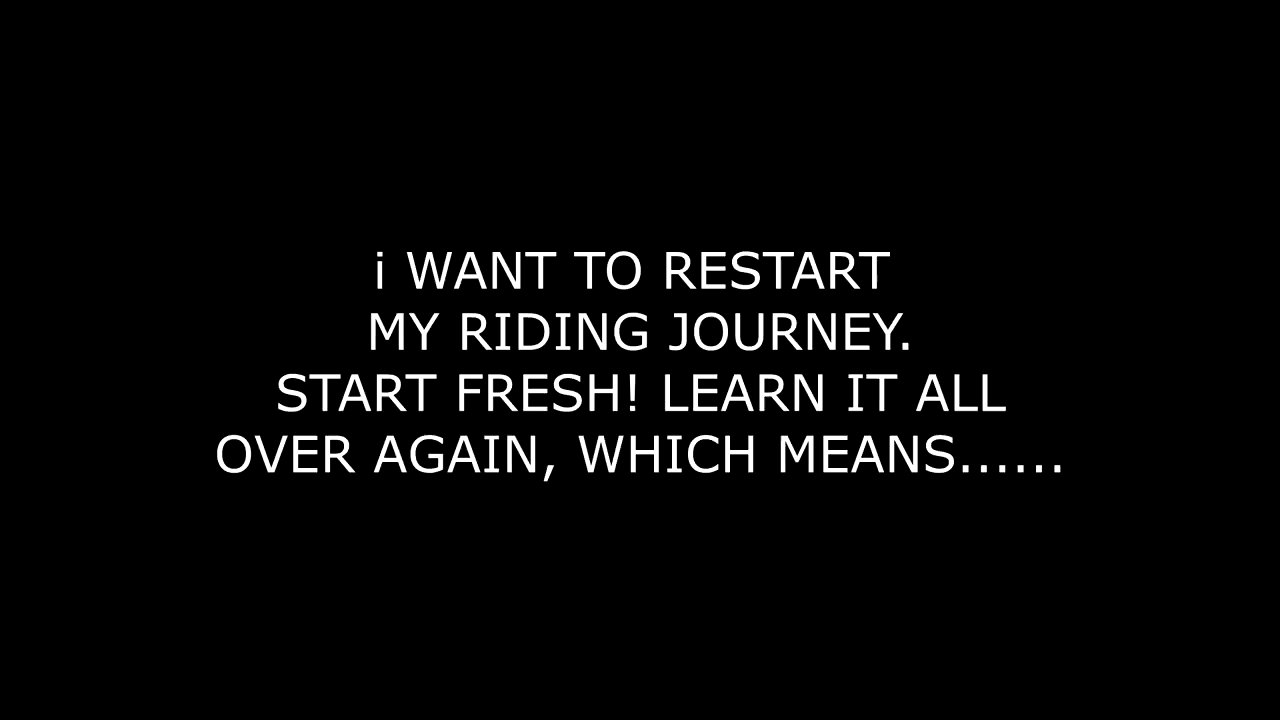 i WANT TO RESTART
MY RIDING JOURNEY.
START FRESH! LEARN IT ALL
OVER AGAIN, WHICH MEANS......